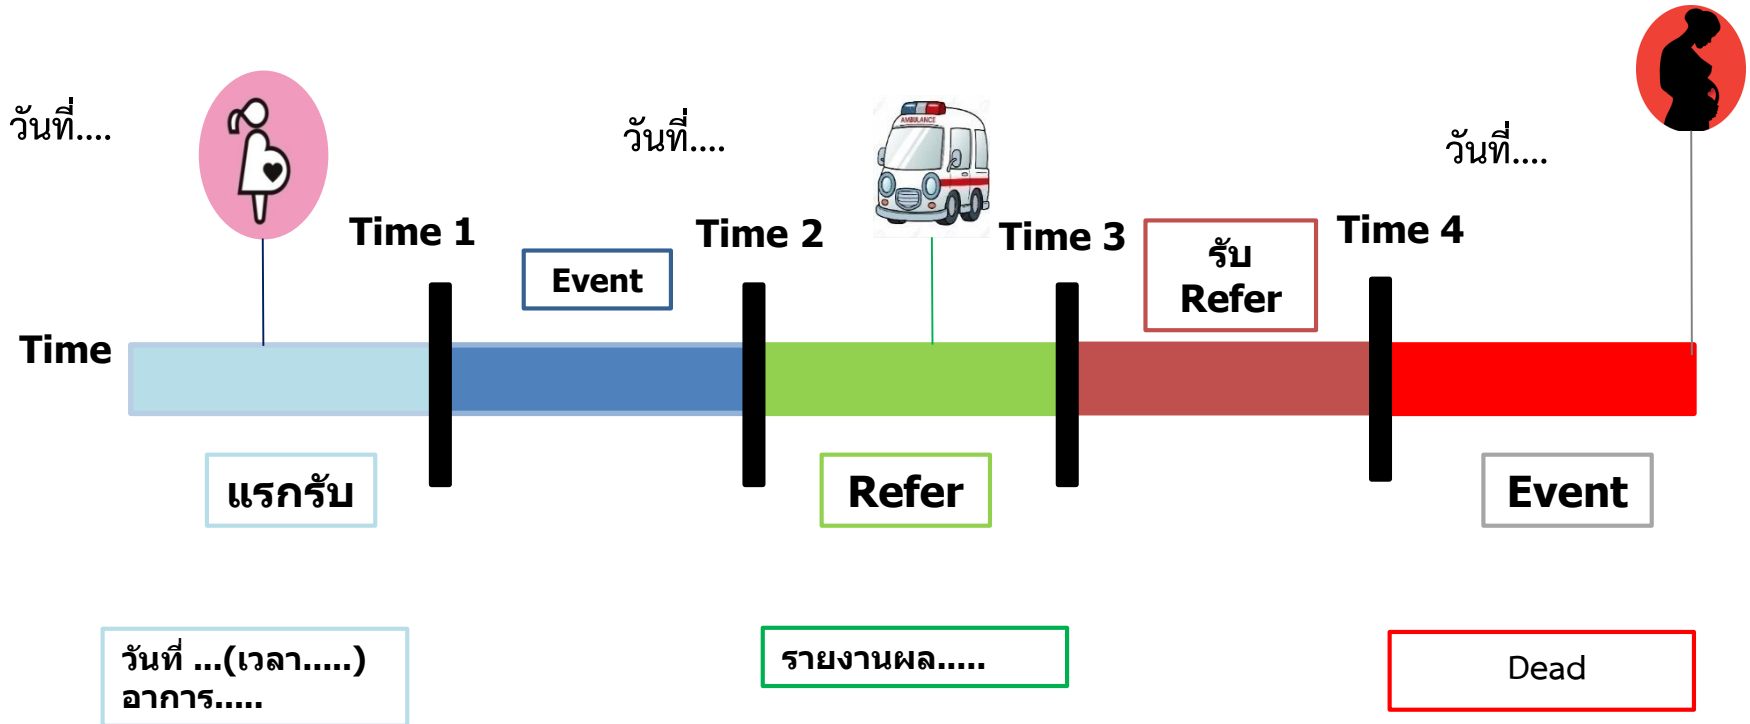 วันที่....
วันที่....
AMBULANCE
วันที่....
Time 1
Time 2
Time 3
Time 4
Event
รับ
Refer
Time
แรกรับ
Refer
Event
วันที่ ...(เวลา.....)
อาการ.....
รายงานผล.....
Dead